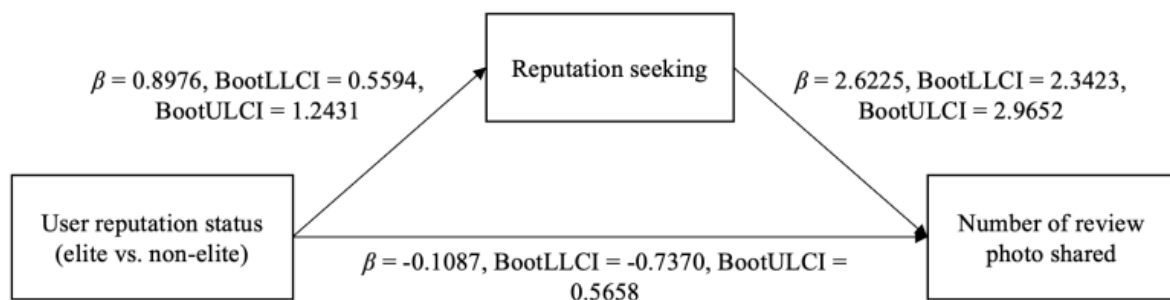 Reputation seeking
β = 0.8976, BootLLCI = 0.5594,
BootULCI = 1.2431
β = 2.6225, BootLLCI = 2.3423,
BootULCI = 2.9652
User reputation status
(elite vs. non-elite)
Number of review
photo shared
β = -0.1087, BootLLCI = -0.7370, BootULCI =
0.5658